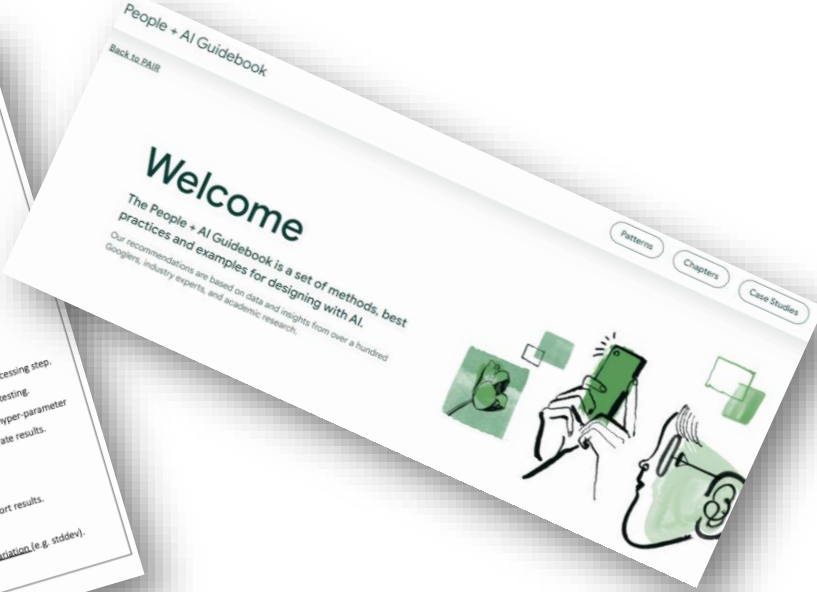 People + AI Guidebook
Back to PAIR
Welcome
The People + AI Guidebook is a set of methods, best
practices and examples for designing with AI.
Our recommendations are based on data and insights from over a hundred
Googlers, industry experts, and academic research.
Patterns
Chapters
Case Studies
cessing step.
testing.
hyper-parameter
ate results.
ort results.
ariation (e.g. stddev).